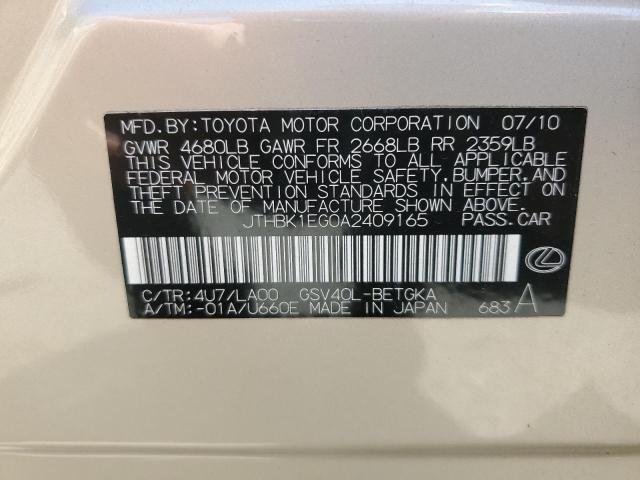 MFD.BY:TOYOTA MOTOR CORPORATION 07/10
GVWR 4680LB GAWR FR 2668LB RR 2359LB
THIS VEHICLE CONFORMS TO ALL APPLICABLE
FEDERAL MOTOR VEHICLE SAFETY,BUMPER,AND
THEFT PREVENTION STANDARDS IN EFFECT ON
THE DATE OF MANUFACTURE SHOWN ABOVE.
JTHBK1EG0A2409165 PASS.CAR
C/TR:4U7/LA00 GSV40L-BETGKA
A/TM:-01A/U660E MADE IN JAPAN 683 A